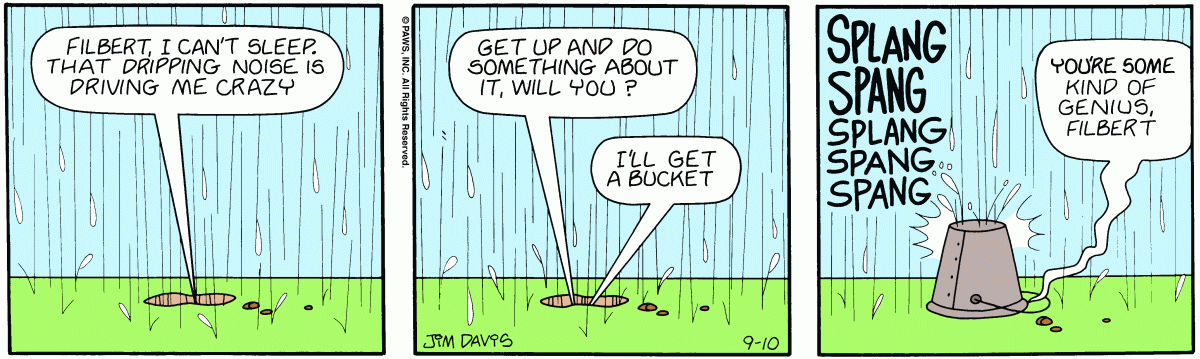 FILBERT, I CAN'T SLEEP.
THAT DRIPPING NOISE IS
DRIVING ME CRAZY
© PAWS, INC. All Rights Reserved.
GET UP AND DO
SOMETHING ABOUT
IT, WILL YOU?
I'LL GET
A BUCKET
JIM DAVIS
9-10
SPLANG
SPANG
SPLANG
SPANG
SPANG
YOU'RE SOME
KIND OF
GENIUS,
FILBERT